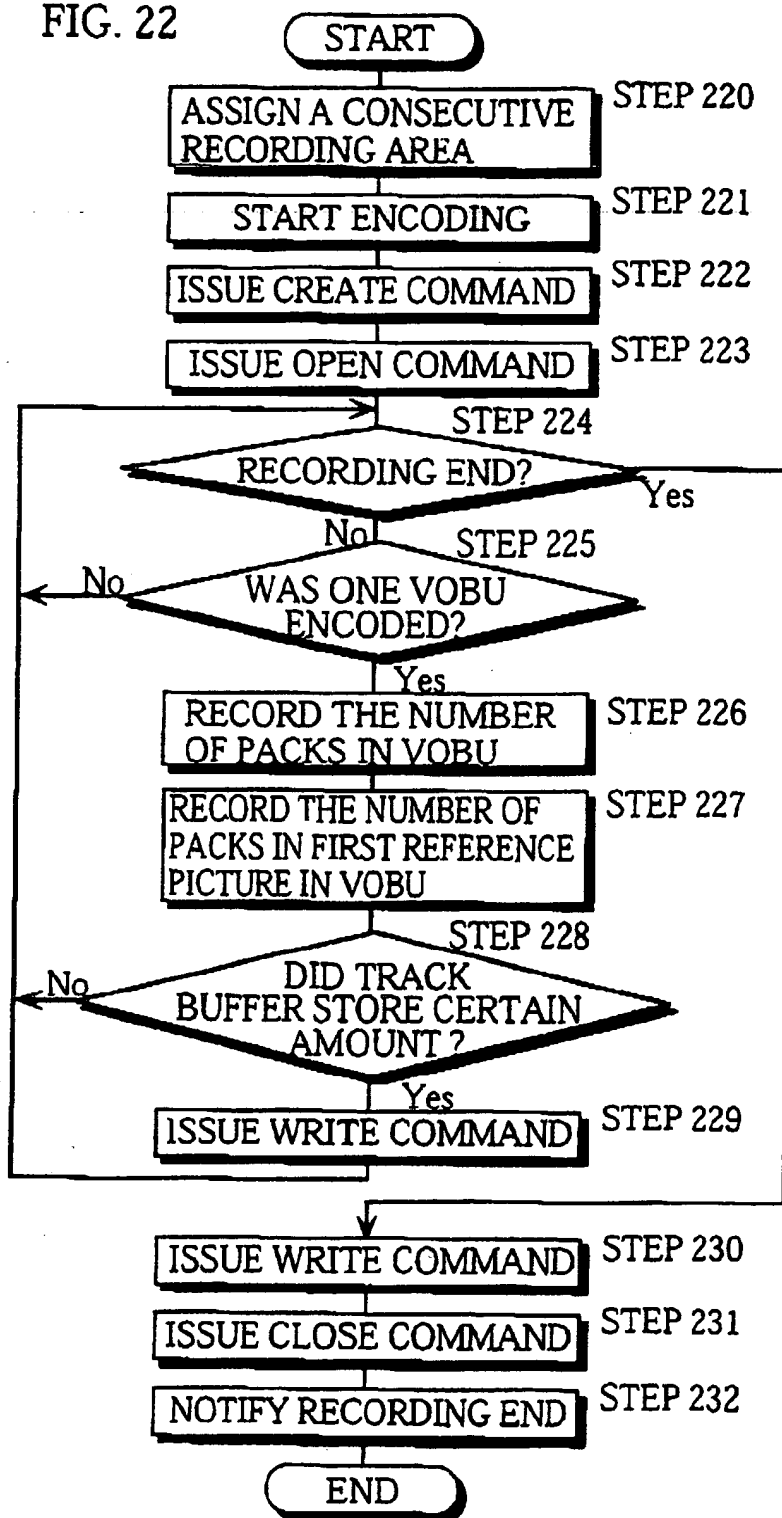 FIG. 22
START
ASSIGN A CONSECUTIVE
RECORDING AREA
STEP 220
START ENCODING
STEP 221
ISSUE CREATE COMMAND
STEP 222
ISSUE OPEN COMMAND
STEP 223
STEP 224
RECORDING END?
Yes
No
STEP 225
No
WAS ONE VOBU
ENCODED?
Yes
RECORD THE NUMBER
OF PACKS IN VOBU
STEP 226
RECORD THE NUMBER OF
PACKS IN FIRST REFERENCE
PICTURE IN VOBU
STEP 227
STEP 228
No
DID TRACK
BUFFER STORE CERTAIN
AMOUNT ?
Yes
ISSUE WRITE COMMAND
STEP 229
ISSUE WRITE COMMAND
STEP 230
ISSUE CLOSE COMMAND
STEP 231
NOTIFY RECORDING END
STEP 232
END